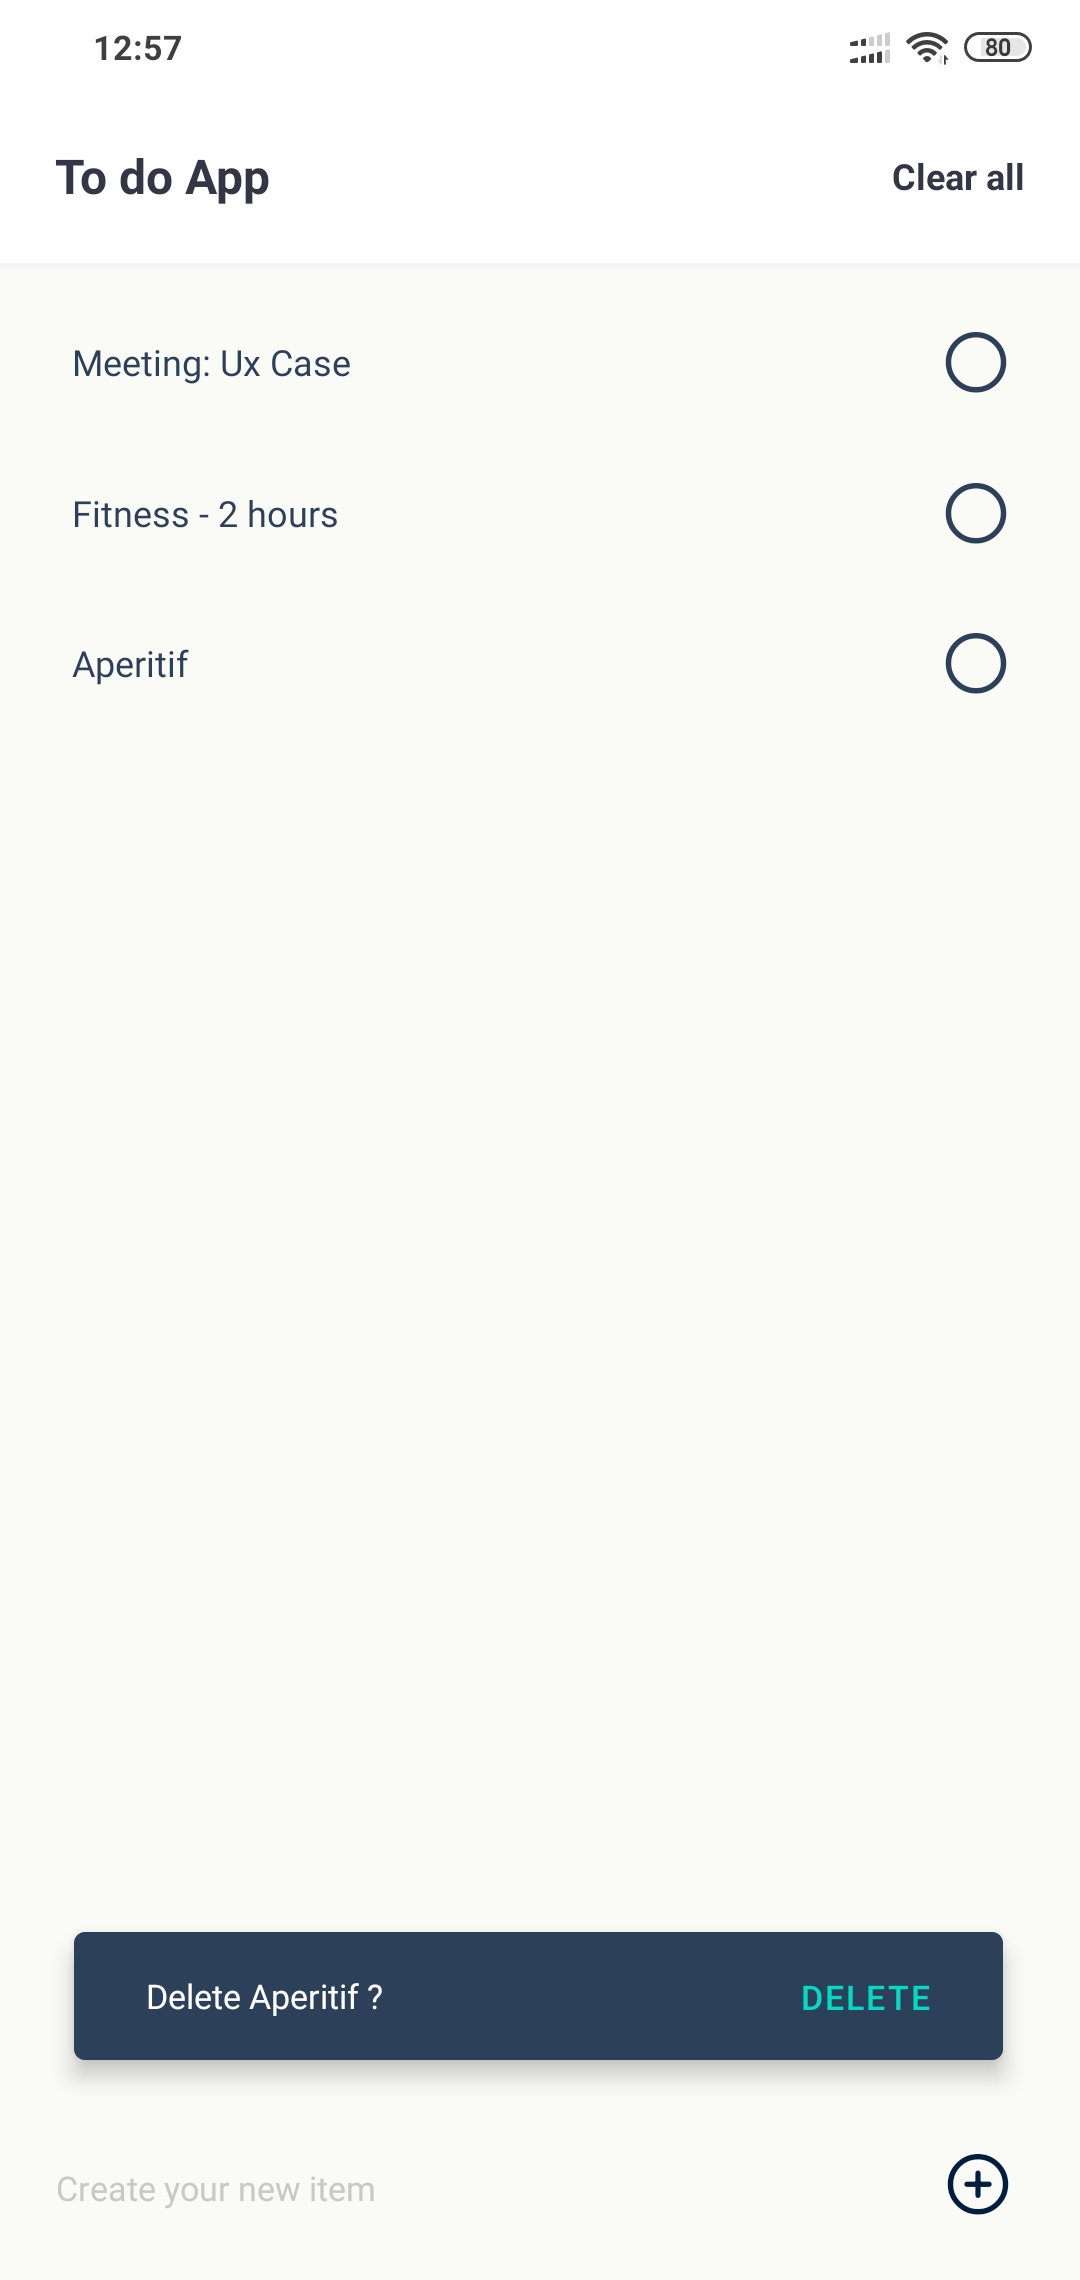 12:57
80
To do App
Clear all
Meeting: Ux Case
Fitness - 2 hours
Aperitif
Delete Aperitif ?
DELETE
Create your new item